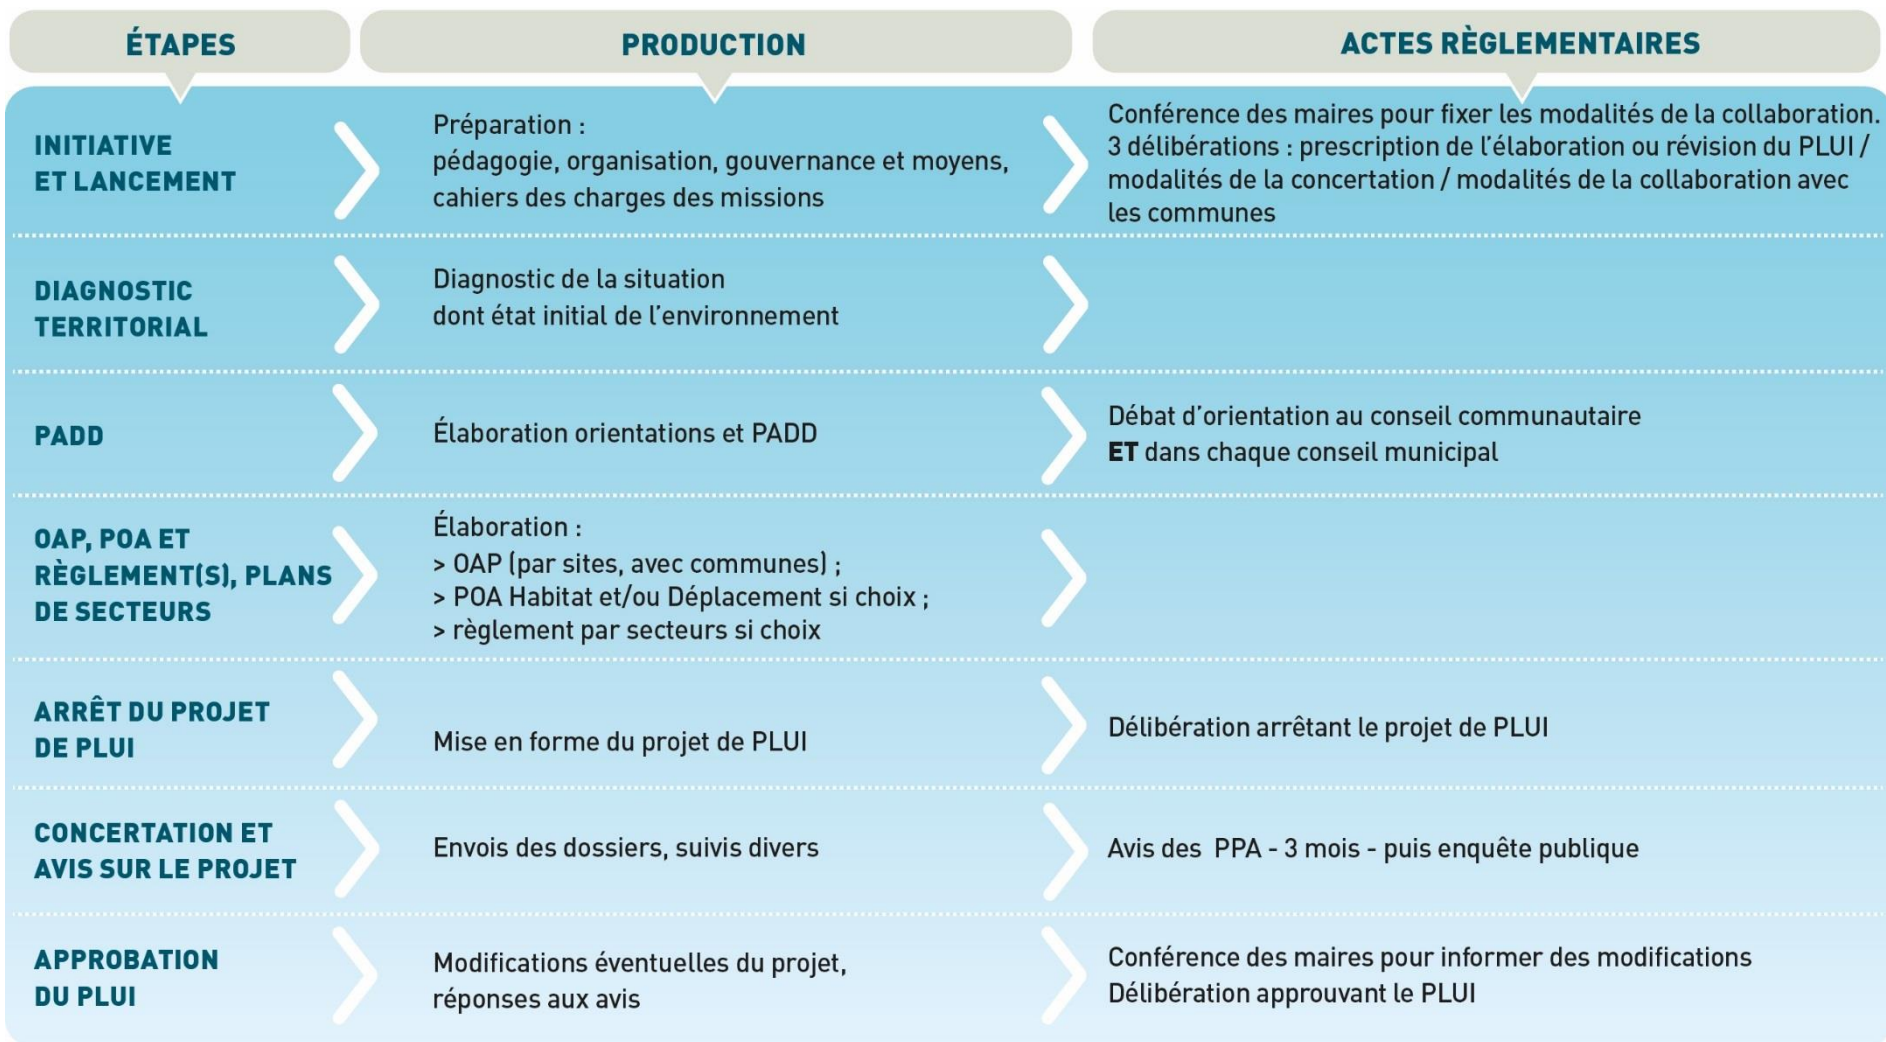 ÉTAPES
PRODUCTION
ACTES RÈGLEMENTAIRES
INITIATIVE
ET LANCEMENT
Préparation :
pédagogie, organisation, gouvernance et moyens,
cahiers des charges des missions
Conférence des maires pour fixer les modalités de la collaboration.
3 délibérations : prescription de l’élaboration ou révision du PLUI /
modalités de la concertation / modalités de la collaboration avec
les communes
DIAGNOSTIC
TERRITORIAL
Diagnostic de la situation
dont état initial de l’environnement
PADD
Élaboration orientations et PADD
Débat d’orientation au conseil communautaire
ET dans chaque conseil municipal
OAP, POA ET
RÈGLEMENT(S), PLANS
DE SECTEURS
Élaboration :
> OAP (par sites, avec communes) ;
> POA Habitat et/ou Déplacement si choix ;
> règlement par secteurs si choix
ARRÊT DU PROJET
DE PLUI
Mise en forme du projet de PLUI
Délibération arrêtant le projet de PLUI
CONCERTATION ET
AVIS SUR LE PROJET
Envois des dossiers, suivis divers
Avis des PPA - 3 mois - puis enquête publique
APPROBATION
DU PLUI
Modifications éventuelles du projet,
réponses aux avis
Conférence des maires pour informer des modifications
Délibération approuvant le PLUI